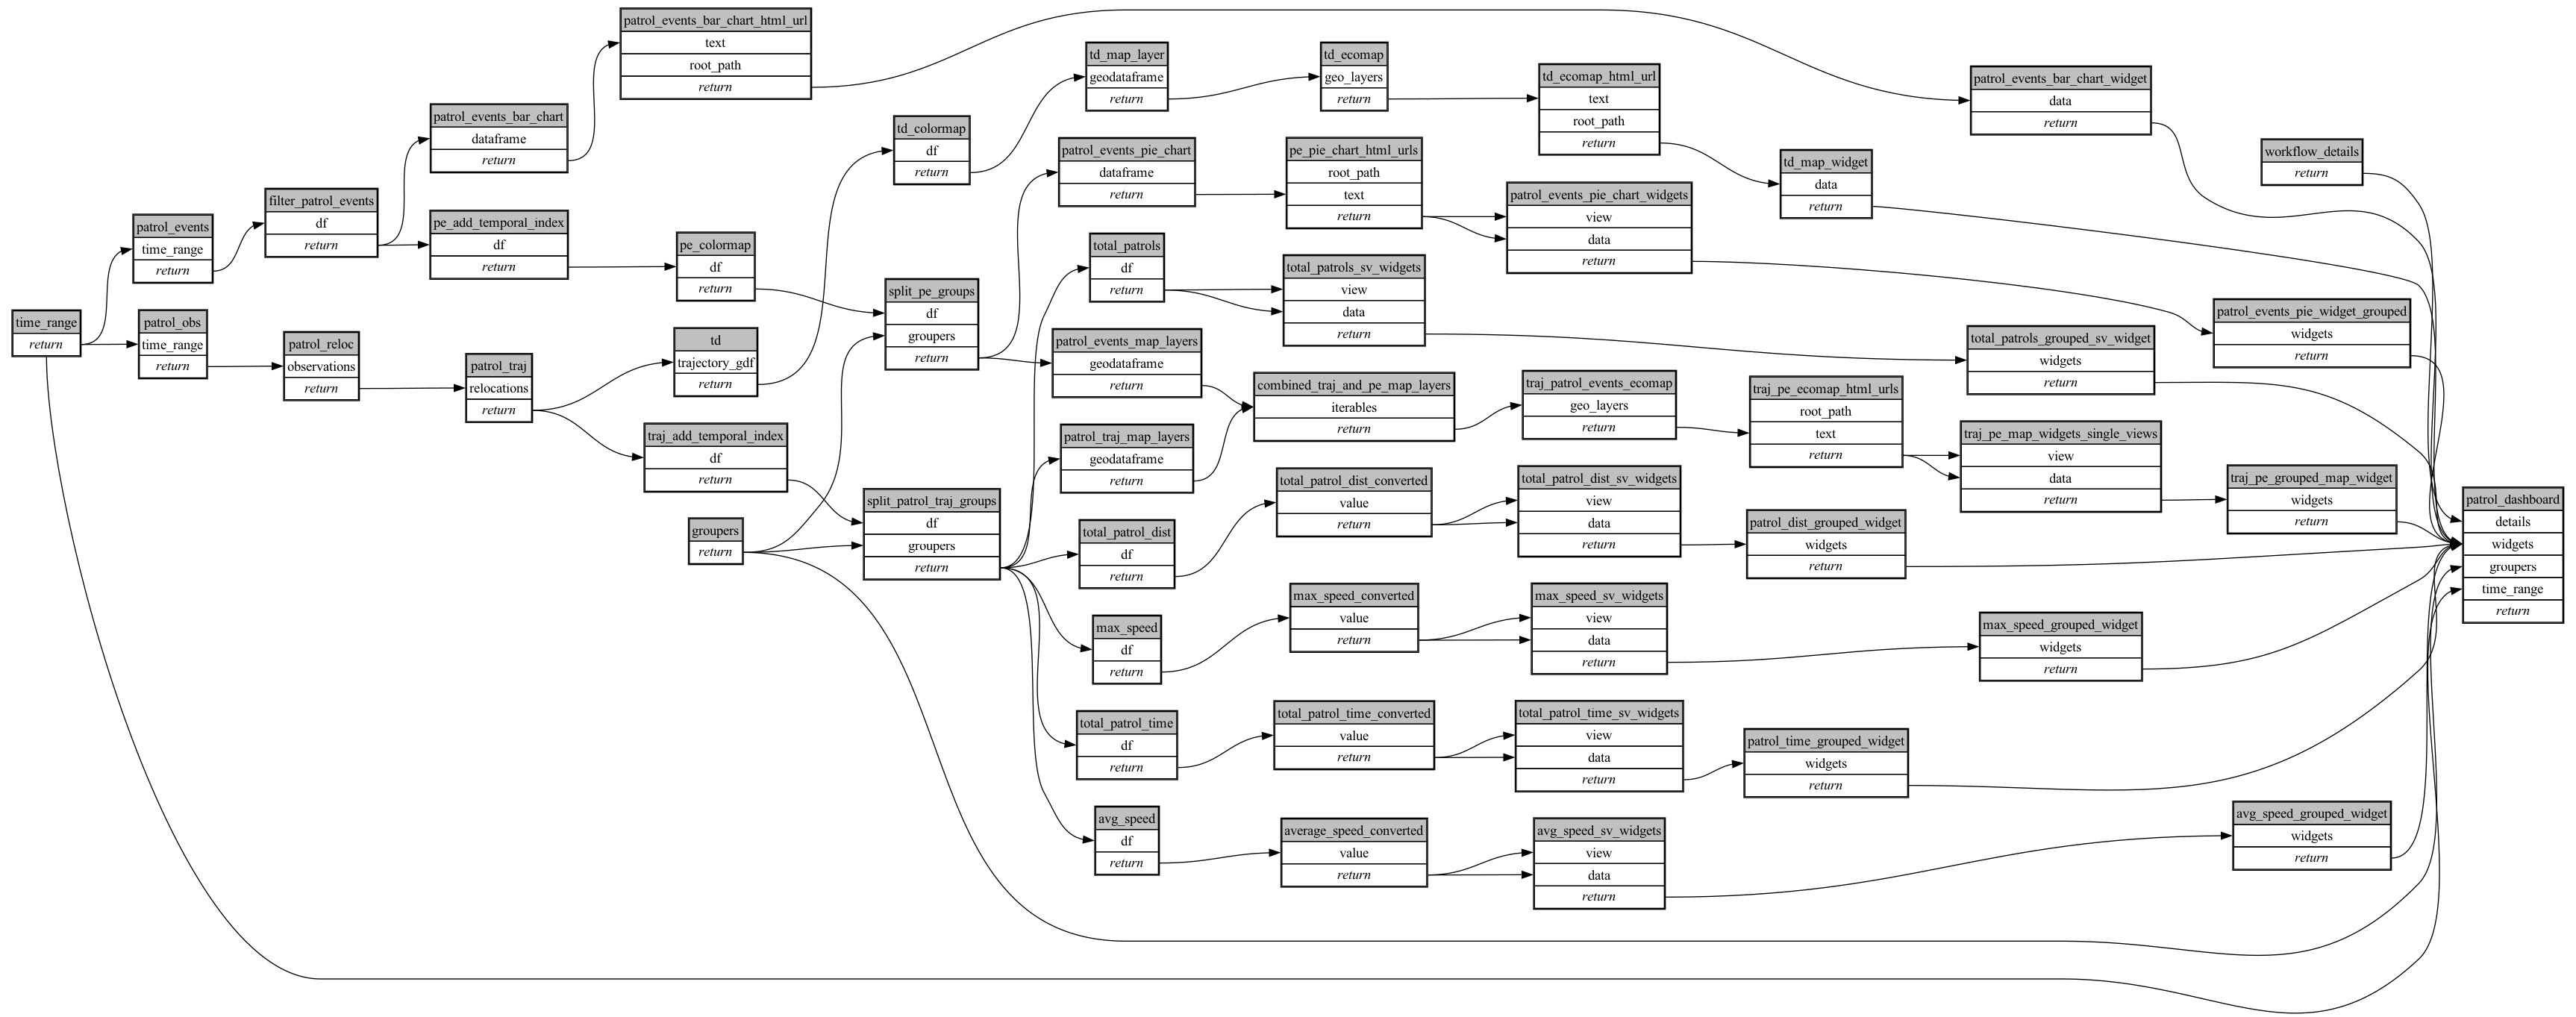 time_range
return
patrol_events
time_range
return
patrol_obs
time_range
return
filter_patrol_events
df
return
patrol_reloc
observations
return
patrol_events_bar_chart
dataframe
return
pe_add_temporal_index
df
return
patrol_traj
relocations
return
patrol_events_bar_chart_html_url
text
root_path
return
pe_colormap
df
return
td
trajectory_gdf
return
traj_add_temporal_index
df
return
groupers
return
td_colormap
df
return
split_pe_groups
df
groupers
return
split_patrol_traj_groups
df
groupers
return
td_map_layer
geodataframe
return
patrol_events_pie_chart
dataframe
return
total_patrols
df
return
patrol_events_map_layers
geodataframe
return
patrol_traj_map_layers
geodataframe
return
total_patrol_dist
df
return
max_speed
df
return
total_patrol_time
df
return
avg_speed
df
return
td_ecomap
geo_layers
return
pe_pie_chart_html_urls
root_path
text
return
total_patrols_sv_widgets
view
data
return
combined_traj_and_pe_map_layers
iterables
return
total_patrol_dist_converted
value
return
max_speed_converted
value
return
total_patrol_time_converted
value
return
average_speed_converted
value
return
td_ecomap_html_url
text
root_path
return
patrol_events_pie_chart_widgets
view
data
return
traj_patrol_events_ecomap
geo_layers
return
total_patrol_dist_sv_widgets
view
data
return
max_speed_sv_widgets
view
data
return
total_patrol_time_sv_widgets
view
data
return
avg_speed_sv_widgets
view
data
return
td_map_widget
data
return
traj_pe_ecomap_html_urls
root_path
text
return
patrol_dist_grouped_widget
widgets
return
patrol_time_grouped_widget
widgets
return
patrol_events_bar_chart_widget
data
return
total_patrols_grouped_sv_widget
widgets
return
traj_pe_map_widgets_single_views
view
data
return
max_speed_grouped_widget
widgets
return
workflow_details
return
patrol_events_pie_widget_grouped
widgets
return
traj_pe_grouped_map_widget
widgets
return
avg_speed_grouped_widget
widgets
return
patrol_dashboard
details
widgets
groupers
time_range
return